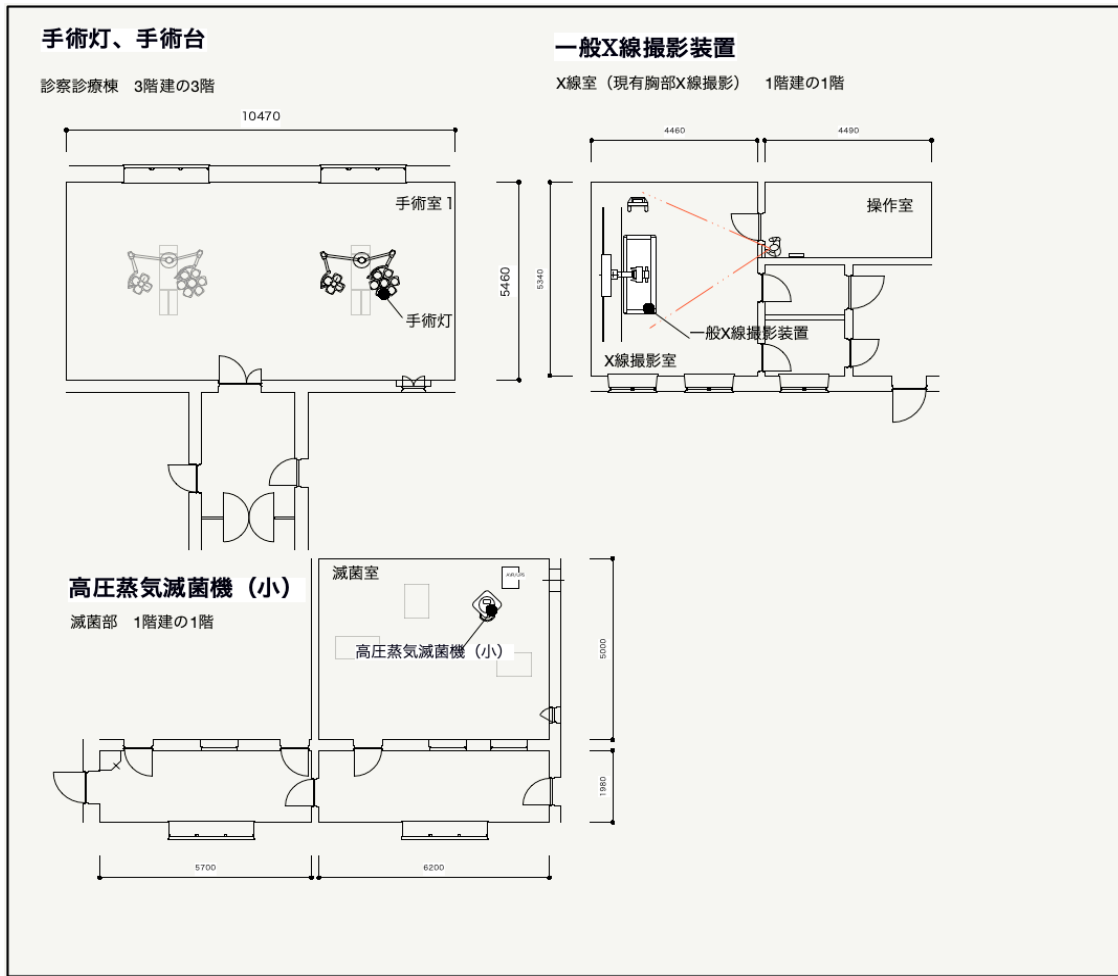 手術灯、手術台
診察診療棟　3階建の3階
10470
手術室1
5460
手術灯
一般X線撮影装置
X線室（現有胸部X線撮影）　1階建の1階
4460
4490
操作室
5340
一般X線撮影装置
X線撮影室
高圧蒸気滅菌機（小）
滅菌部　1階建の1階
滅菌室
高圧蒸気滅菌機（小）
5000
1980
5700
6200